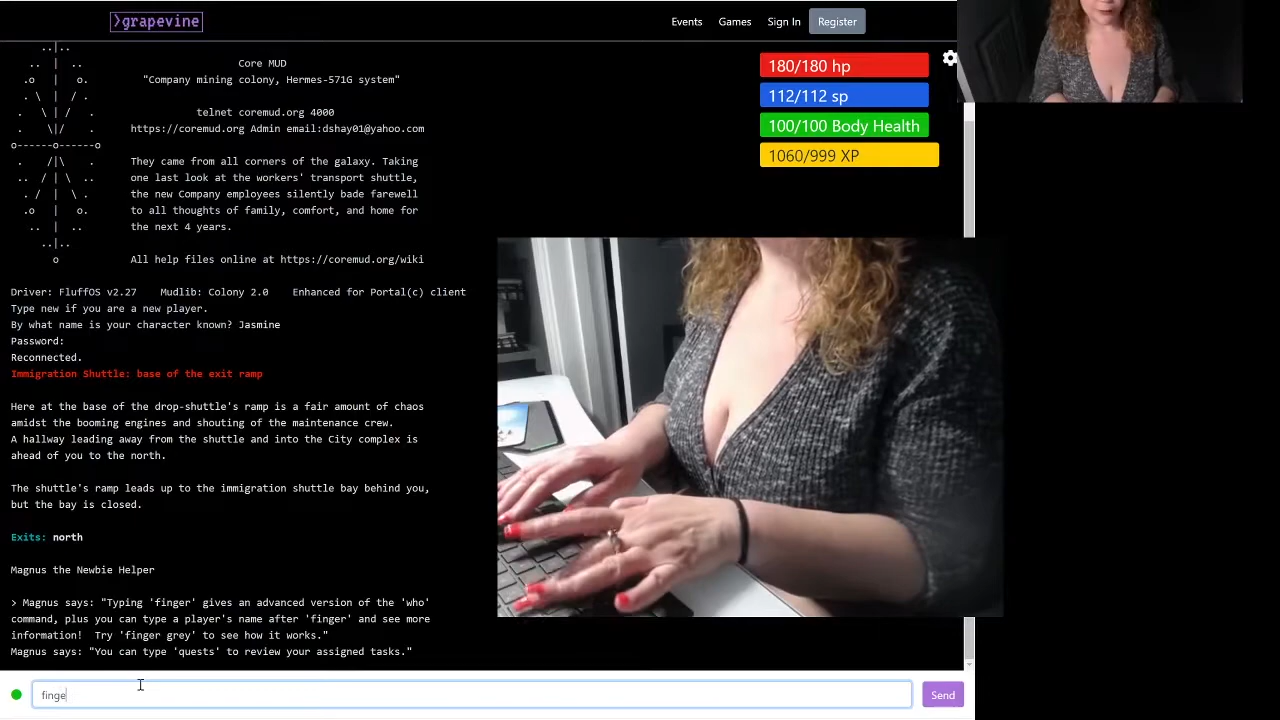 >grapevine
Events Games Sign In Register
180/180 hp
112/112 sp
100/100 Body Health
1060/999 XP
Core MUD
"Company mining colony, Hermes-571G system"
telnet coremud.org 4000
https://coremud.org Admin email:dshay01@yahoo.com
They came from all corners of the galaxy. Taking
one last look at the workers' transport shuttle,
the new Company employees silently bade farewell
to all thoughts of family, comfort, and home for
the next 4 years.
All help files online at https://coremud.org/wiki
Driver: FluffOS v2.27 Mudlib: Colony 2.0 Enhanced for Portal(c) client
Type new if you are a new player.
By what name is your character known? Jasmine
Password:
Reconnected.
Immigration Shuttle: base of the exit ramp
Here at the base of the drop-shuttle's ramp is a fair amount of chaos
amidst the booming engines and shouting of the maintenance crew.
A hallway leading away from the shuttle and into the City complex is
ahead of you to the north.
The shuttle's ramp leads up to the immigration shuttle bay behind you,
but the bay is closed.
Exits: north
Magnus the Newbie Helper
> Magnus says: "Typing 'finger' gives an advanced version of the 'who'
command, plus you can type a player's name after 'finger' and see more
information! Try 'finger grey' to see how it works."
Magnus says: "You can type 'quests' to review your assigned tasks."
finge
Send